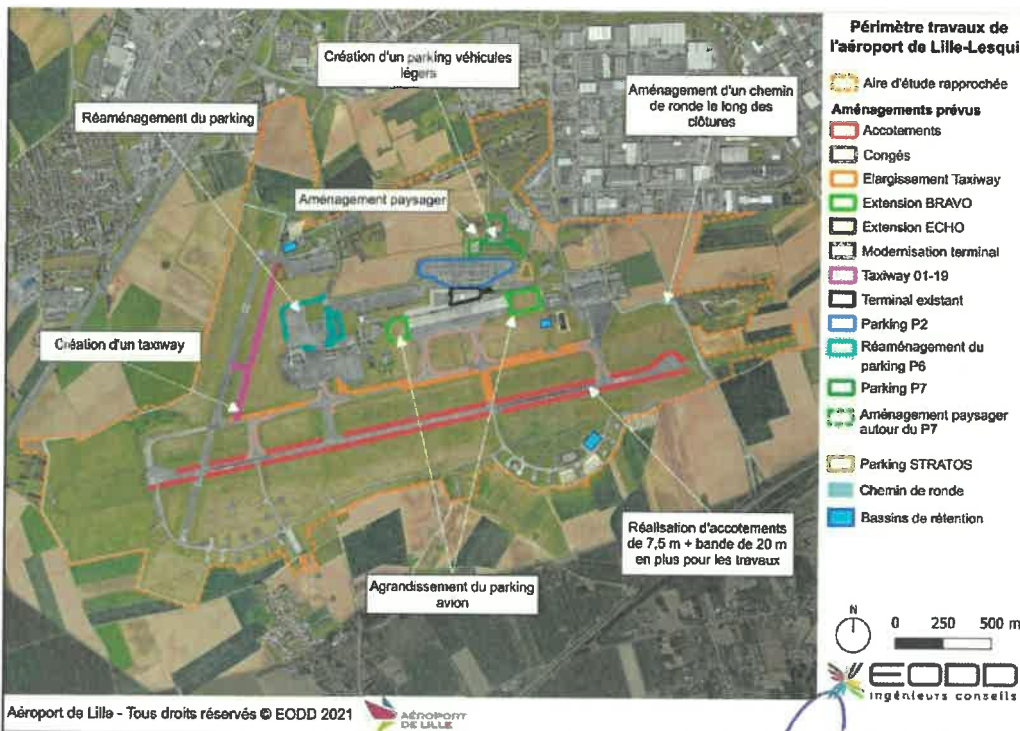 Périmètre travaux de
l'aéroport de Lille-Lesqui
Aire d'étude rapprochée
Aménagements prévus
Accotements
Congés
Elargissement Taxiway
Extension BRAVO
Extension ECHO
Modernisation terminal
Taxiway 01-19
Terminal existant
Parking P2
Réaménagement du
parking P6
Parking P7
Aménagement paysager
autour du P7
Parking STRATOS
Chemin de ronde
Bassins de rétention
N
0 250 500 m
EODD
ingénieurs conseils
Création d'un parking véhicules
légers
Aménagement d'un chemin
de ronde le long des
clôtures
Réaménagement du parking
Aménagement paysager
Création d'un taxiway
Réalisation d'accotements
de 7,5 m + bande de 20 m
en plus pour les travaux
Agrandissement du parking
avion
Aéroport de Lille - Tous droits réservés © EODD 2021
AÉROPORT
DE LILLE